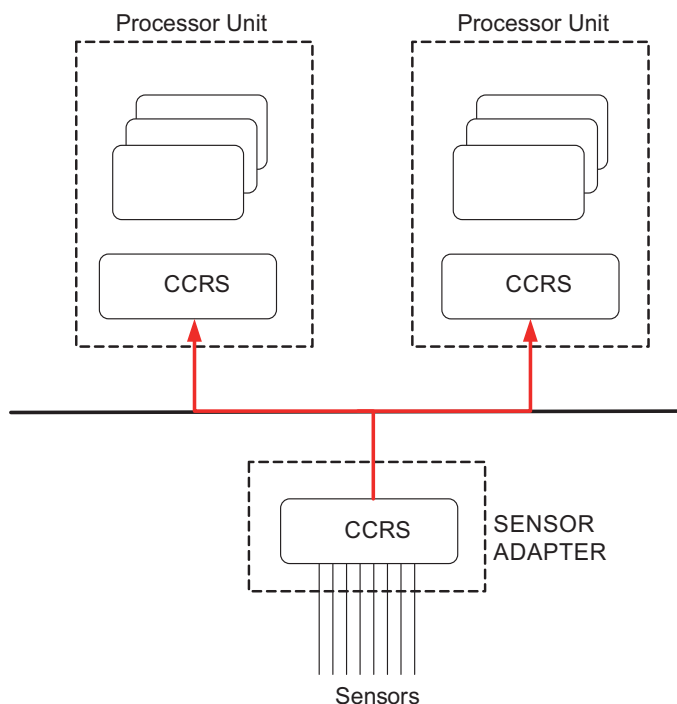 Processor Unit
Processor Unit
CCRS
CCRS
CCRS
SENSOR
ADAPTER
Sensors